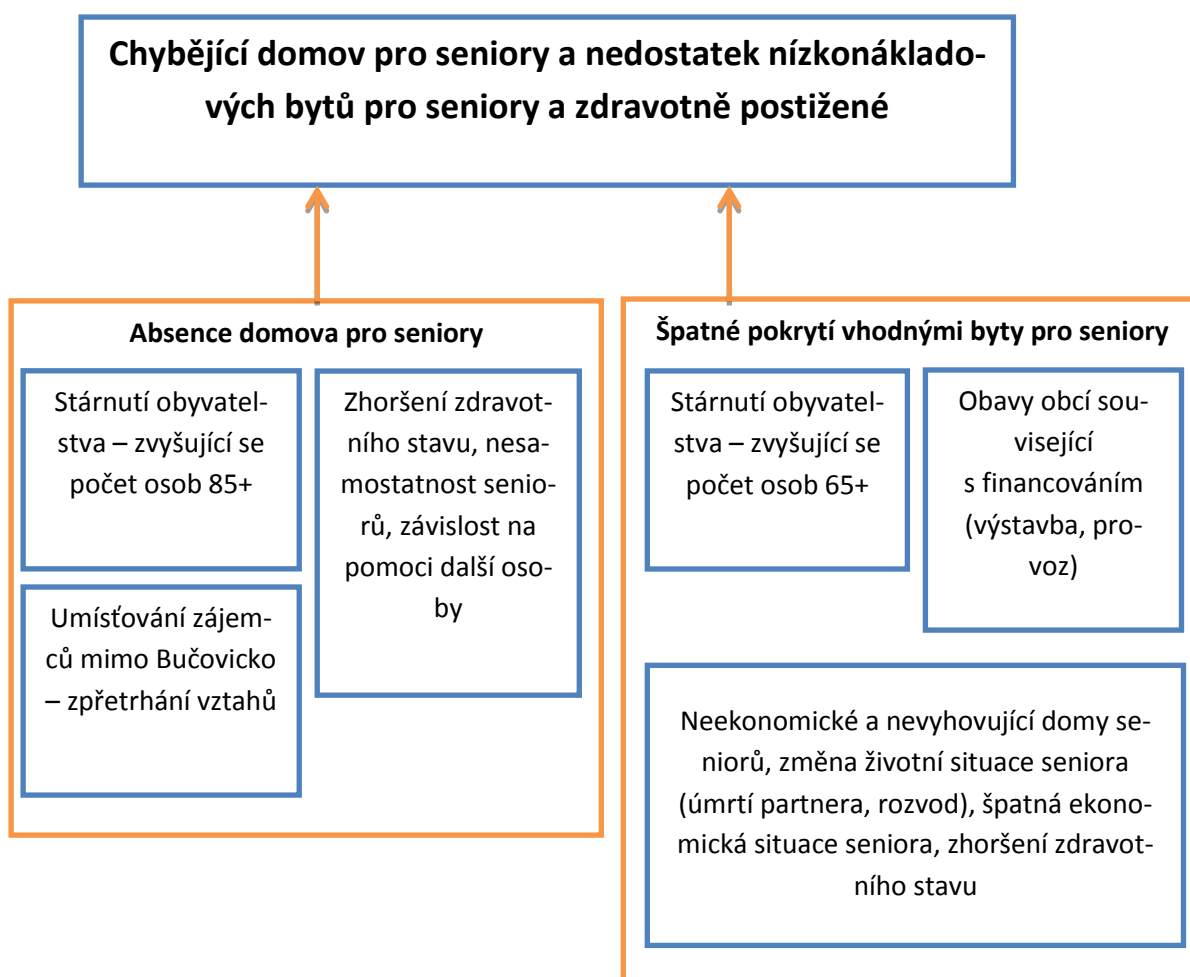 Chybějící domov pro seniory a nedostatek nízkonáklado-
vých bytů pro seniory a zdravotně postižené
Absence domova pro seniory
Stárnutí obyvatel-
stva – zvyšující se
počet osob 85+
Zhoršení zdravot-
ního stavu, nesa-
mostatnost senio-
rů, závislost na
pomoci další oso-
by
Umísťování zájem-
ců mimo Bučovicko
– zpřetrhání vztahů
Špatné pokrytí vhodnými byty pro seniory
Stárnutí obyvatel-
stva – zvyšující se
počet osob 65+
Obavy obcí sou-
visející
s financováním
(výstavba, pro-
voz)
Neekonomické a nevyhovující domy se-
niorů, změna životní situace seniora
(úmrtí partnera, rozvod), špatná ekono-
mická situace seniora, zhoršení zdravot-
ního stavu